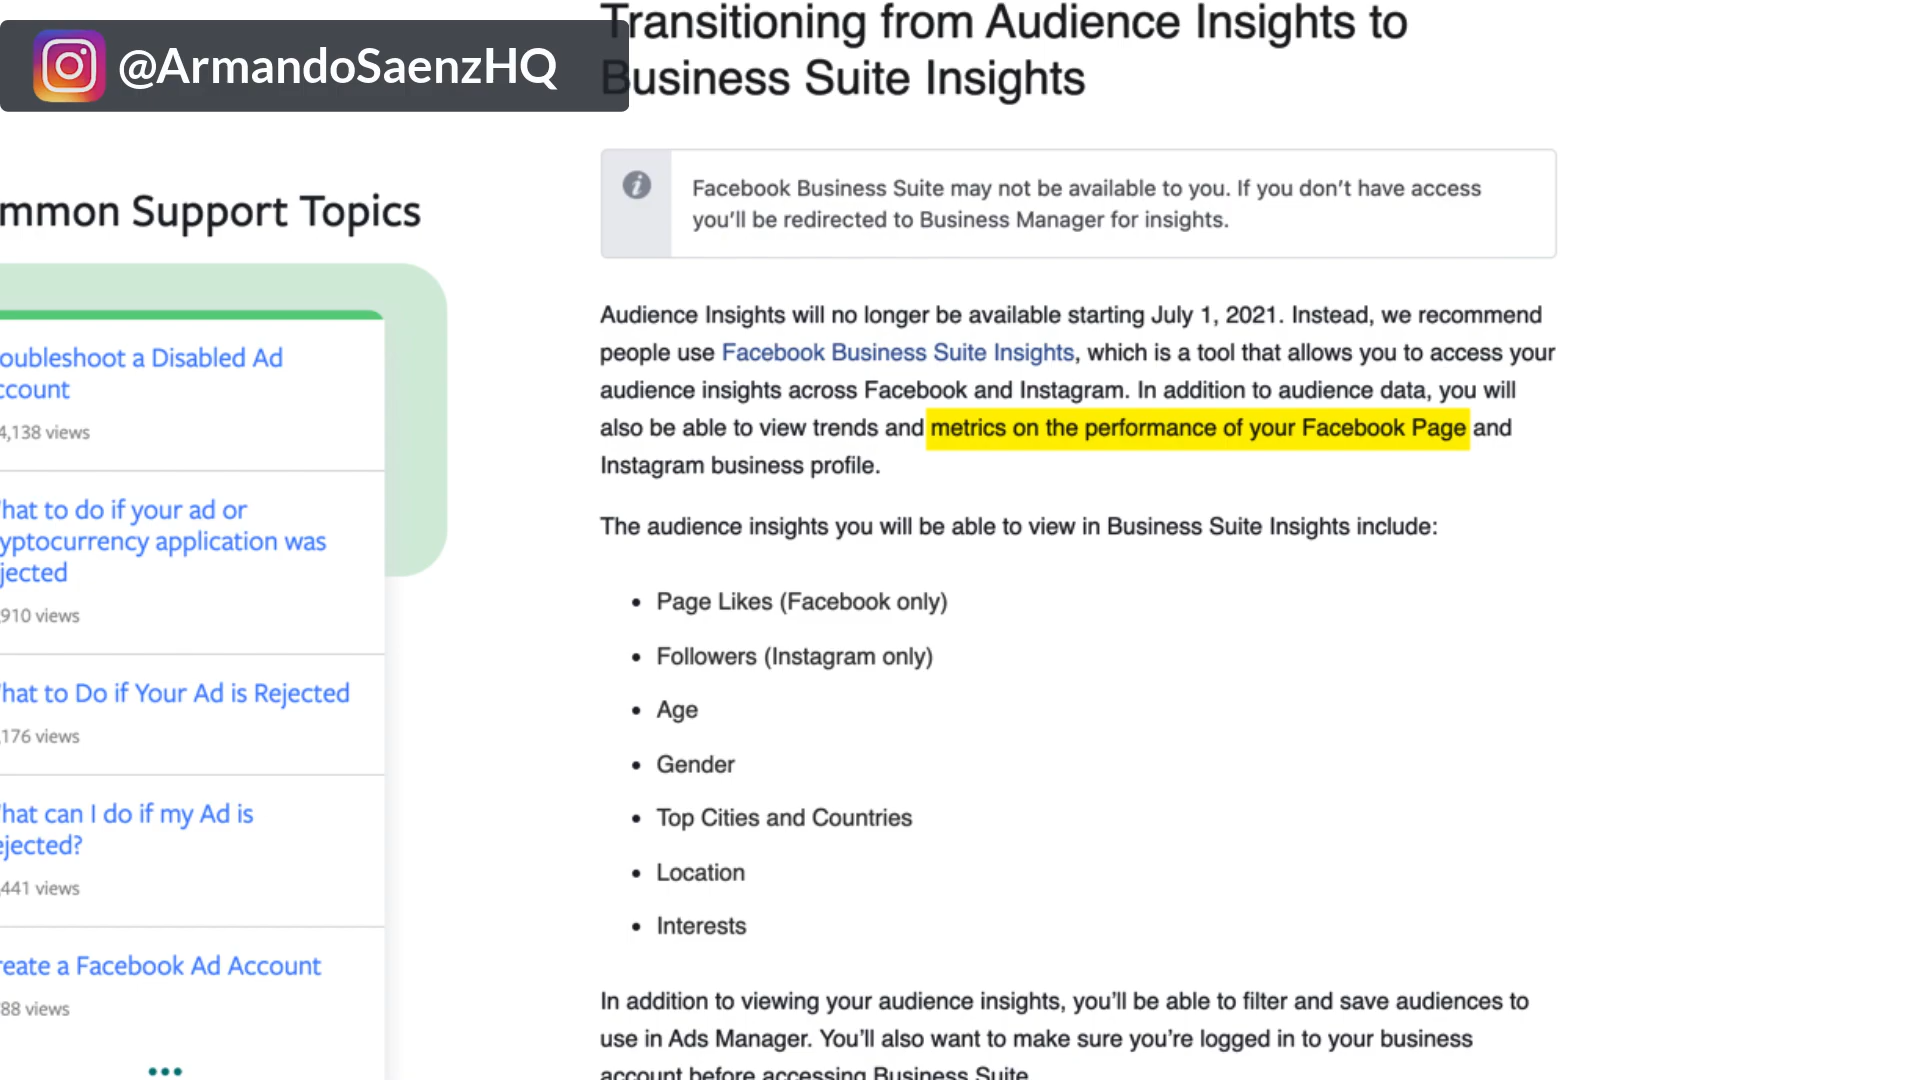 Transitioning from Audience Insights to
Business Suite Insights
@ArmandoSaenzHQ
Facebook Business Suite may not be available to you. If you don't have access
you'll be redirected to Business Manager for insights.
Audience Insights will no longer be available starting July 1, 2021. Instead, we recommend
people use Facebook Business Suite Insights, which is a tool that allows you to access your
audience insights across Facebook and Instagram. In addition to audience data, you will
also be able to view trends and metrics on the performance of your Facebook Page and
Instagram business profile.
The audience insights you will be able to view in Business Suite Insights include:
• Page Likes (Facebook only)
• Followers (Instagram only)
• Age
• Gender
• Top Cities and Countries
• Location
• Interests
In addition to viewing your audience insights, you'll be able to filter and save audiences to
use in Ads Manager. You'll also want to make sure you're logged in to your business
account before accessing Business Suite.
mmon Support Topics
oubleshoot a Disabled Ad
ccount
4,138 views
hat to do if your ad or
yptocurrency application was
jected
910 views
hat to Do if Your Ad is Rejected
,176 views
hat can I do if my Ad is
ejected?
,441 views
reate a Facebook Ad Account
88 views